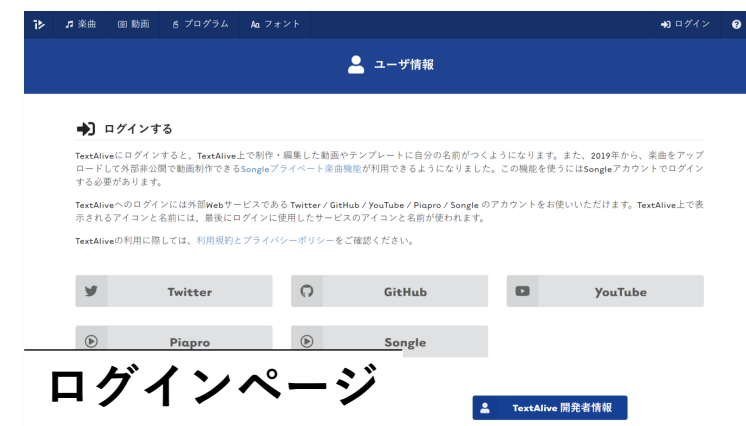 楽曲 動画 プログラム Aa フォント ログイン
ユーザ情報
ログインする
TextAliveにログインすると、TextAlive上で制作・編集した動画やテンプレートに自分の名前がつくようになります。また、2019年から、楽曲をアップ
ロードして外部非公開で動画制作できるSongleプライベート楽曲機能が利用できるようになりました。この機能を使うにはSongleアカウントでログイン
する必要があります。
TextAliveへのログインには外部Webサービスである Twitter / GitHub / YouTube / Piapro / Songle のアカウントをお使いいただけます。TextAlive上で表
示されるアイコンと名前には、最後にログインに使用したサービスのアイコンと名前が使われます。
TextAliveの利用に際しては、利用規約とプライバシーポリシーをご確認ください。
Twitter GitHub YouTube
Piapro Songle
ログインページ
TextAlive 開発者情報